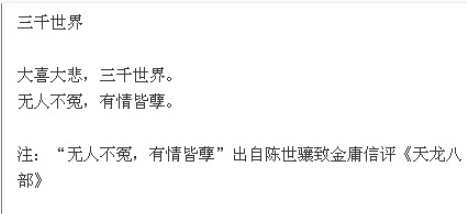 三千世界
大喜大悲，三千世界。
无人不冤，有情皆孽。
注：“无人不冤，有情皆孽”出自陈世骧致金庸信评《天龙八
部》